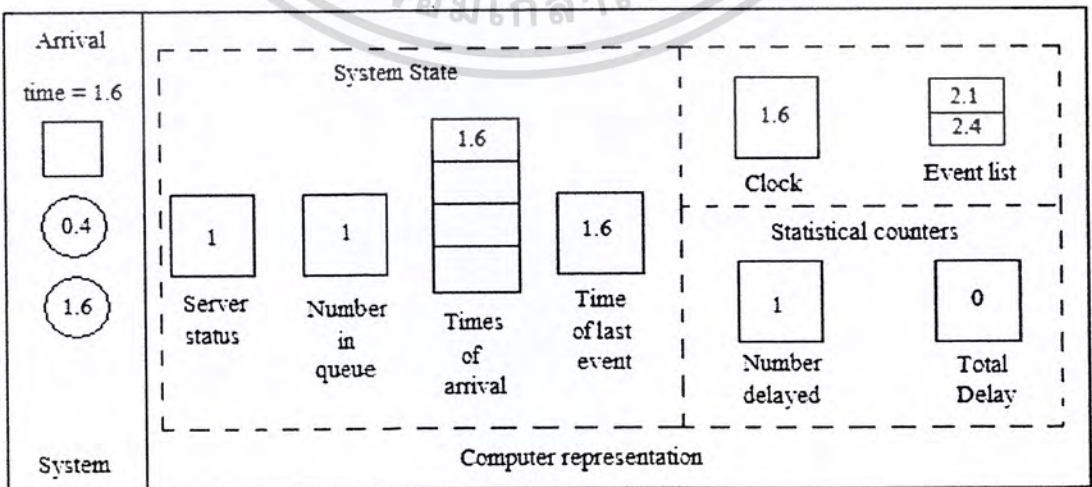 Arrival
time = 1.6
0.4
1.6
System
System State
1
Server
status
1
Number
in
queue
1.6
Times
of
arrival
1.6
Time
of last
event
1.6
Clock
2.1
2.4
Event list
Statistical counters
1
Number
delayed
0
Total
Delay
Computer representation